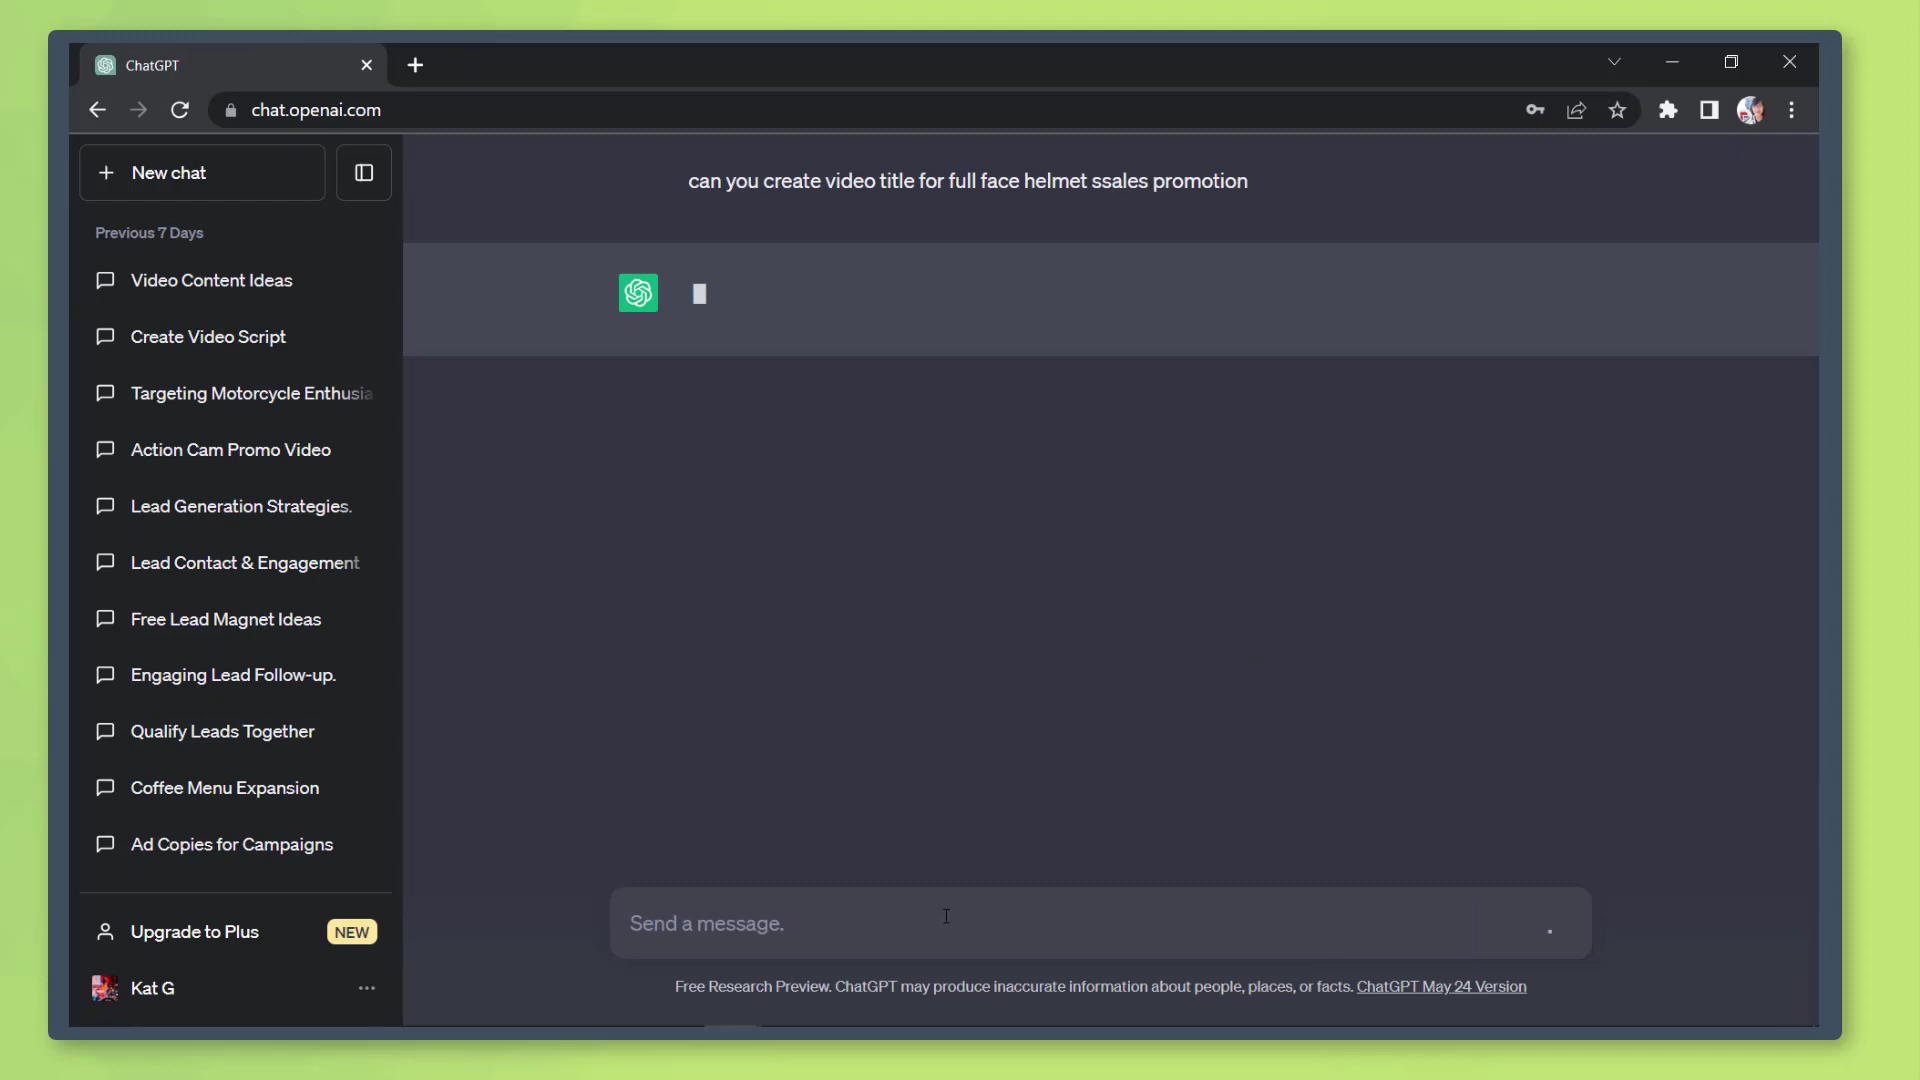 ChatGPT
chat.openai.com
New chat
can you create video title for full face helmet ssales promotion
Previous 7 Days
Video Content Ideas
Create Video Script
Targeting Motorcycle Enthusia
Action Cam Promo Video
Lead Generation Strategies.
Lead Contact & Engagement
Free Lead Magnet Ideas
Engaging Lead Follow-up.
Qualify Leads Together
Coffee Menu Expansion
Ad Copies for Campaigns
Upgrade to Plus NEW
Kat G
Send a message.
Free Research Preview. ChatGPT may produce inaccurate information about people, places, or facts. ChatGPT May 24 Version